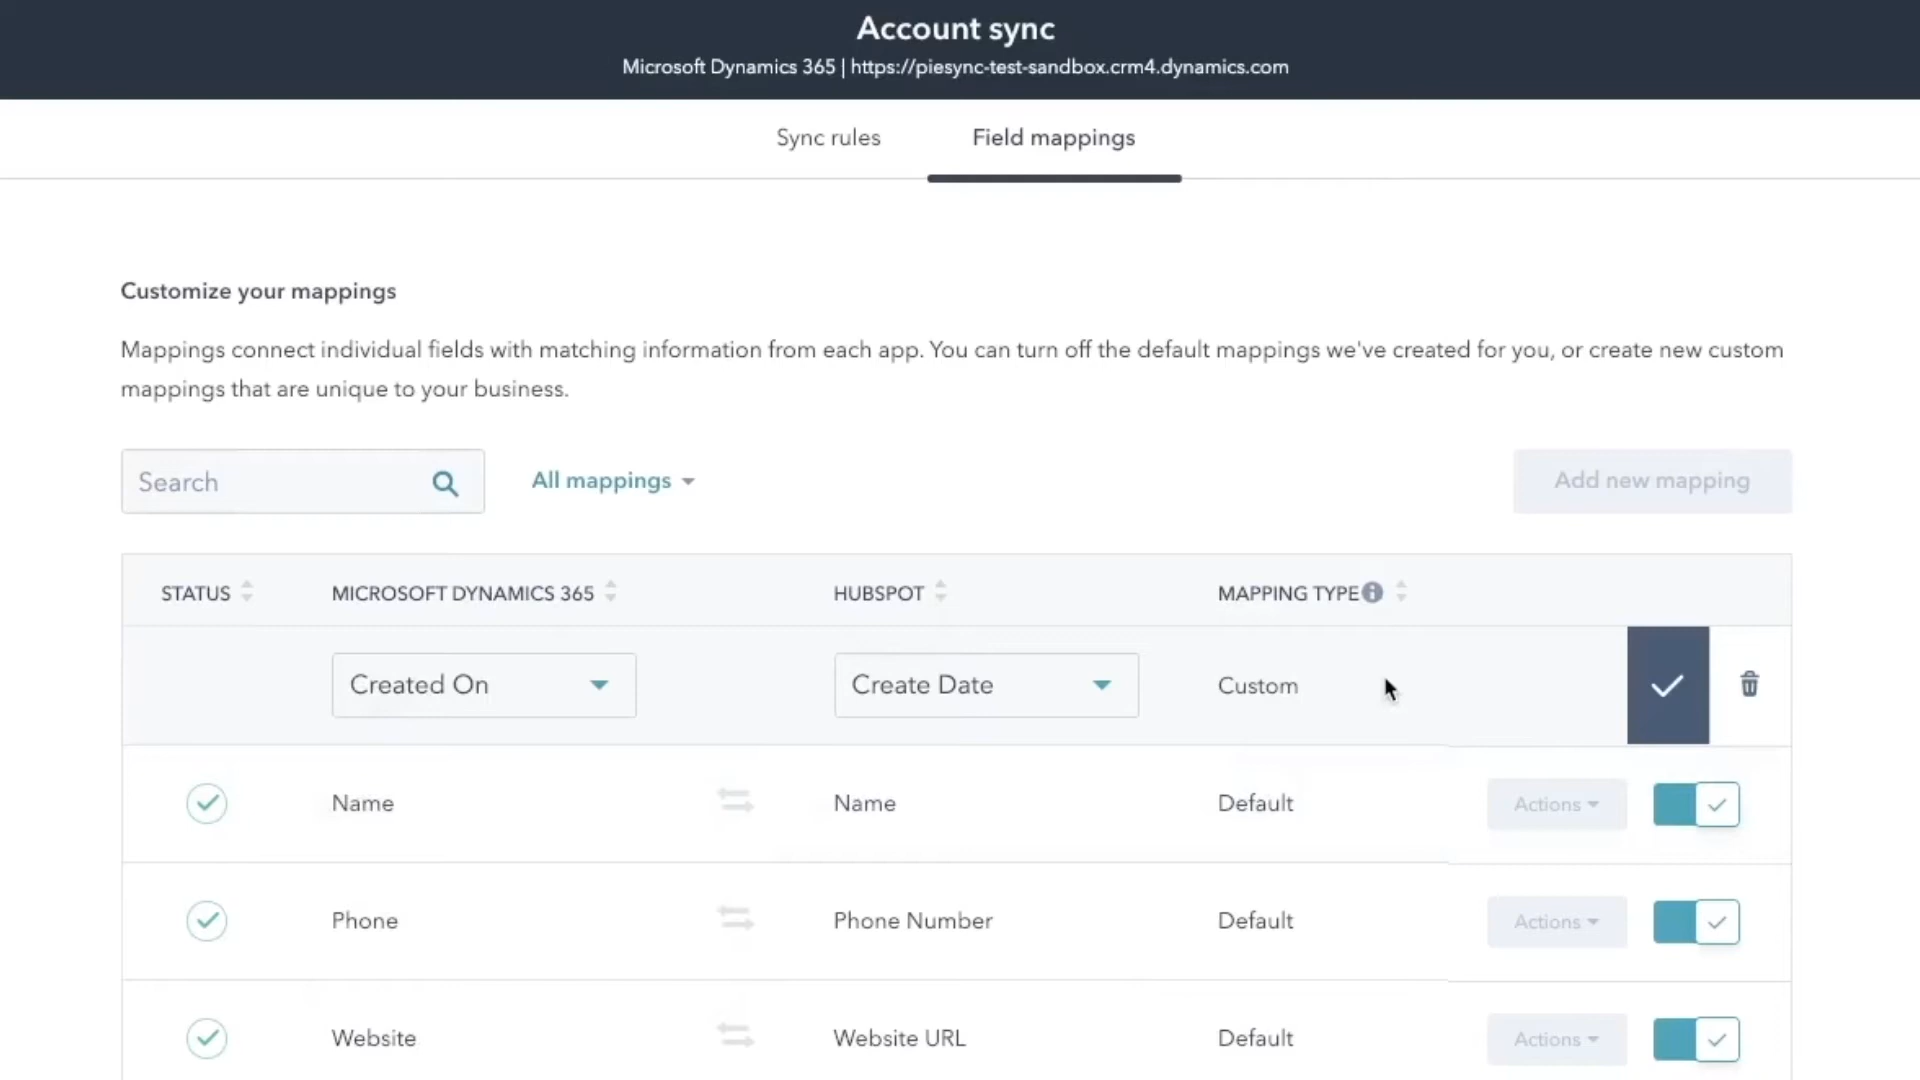 Account sync
Microsoft Dynamics 365 | https://piesync-test-sandbox.crm4.dynamics.com
Sync rules
Field mappings
Customize your mappings
Mappings connect individual fields with matching information from each app. You can turn off the default mappings we've created for you, or create new custom
mappings that are unique to your business.
Search
All mappings
Add new mapping
STATUS
MICROSOFT DYNAMICS 365
HUBSPOT
MAPPING TYPE
Created On
Create Date
Custom
Name
Name
Default
Actions
Phone
Phone Number
Default
Actions
Website
Website URL
Default
Actions